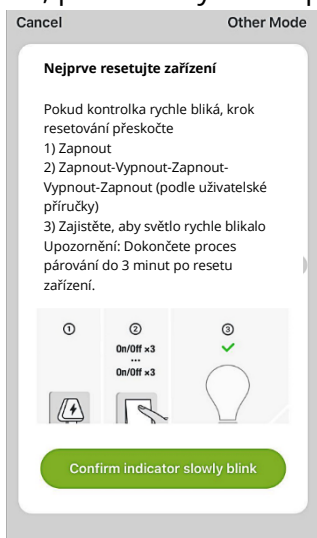 Cancel
Other Mode
Nejprve resetujte zařízení
Pokud kontrolka rychle bliká, krok
resetování přeskočte
1) Zapnout
2) Zapnout-Vypnout-Zapnout-
Vypnout-Zapnout (podle uživatelské
příručky)
3) Zajistěte, aby světlo rychle blikalo
Upozornění: Dokončete proces
párování do 3 minut po resetu
zařízení.
① ② ③
On/Off ×3
...
On/Off ×3
Confirm indicator slowly blink